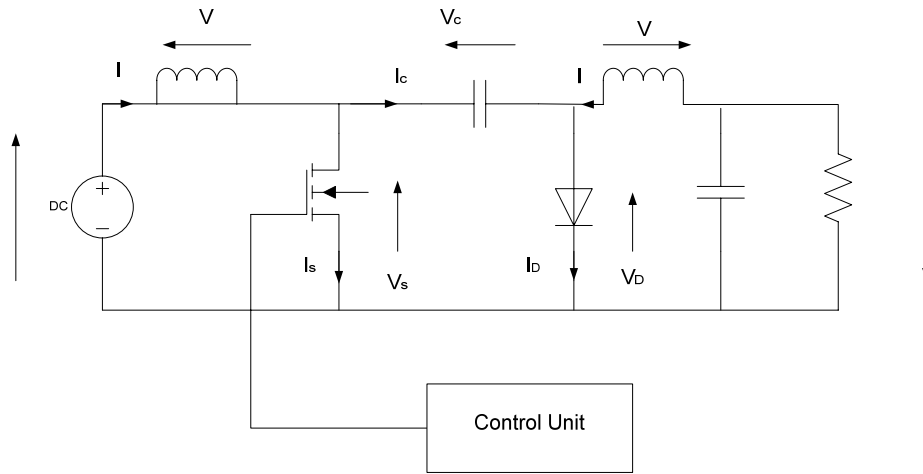 V
Vc
V
I
Ic
I
DC
+
−
Is
Vs
ID
VD
Control Unit